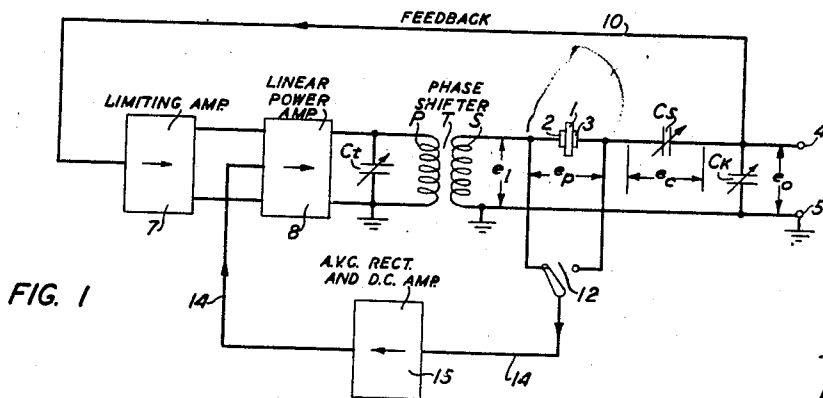 FEEDBACK 10
LIMITING AMP.
LINEAR
POWER
AMP.
PHASE
SHIFTER
P T S
Ct
7
8
e1
2 1 3
ep
Cs
ec
CK
eo
4
5
12
A.V.C. RECT.
AND D.C. AMP.
14
15
14
FIG. 1